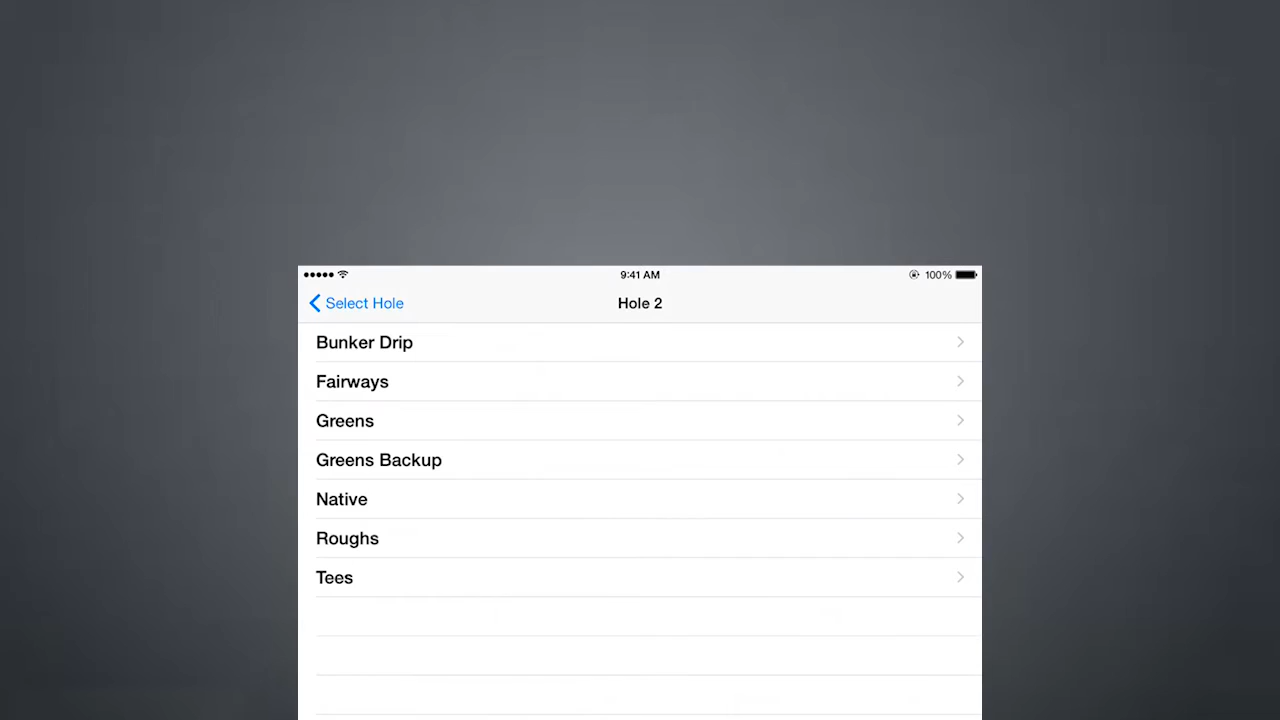 9:41 AM 100%
Select Hole Hole 2
Bunker Drip
Fairways
Greens
Greens Backup
Native
Roughs
Tees